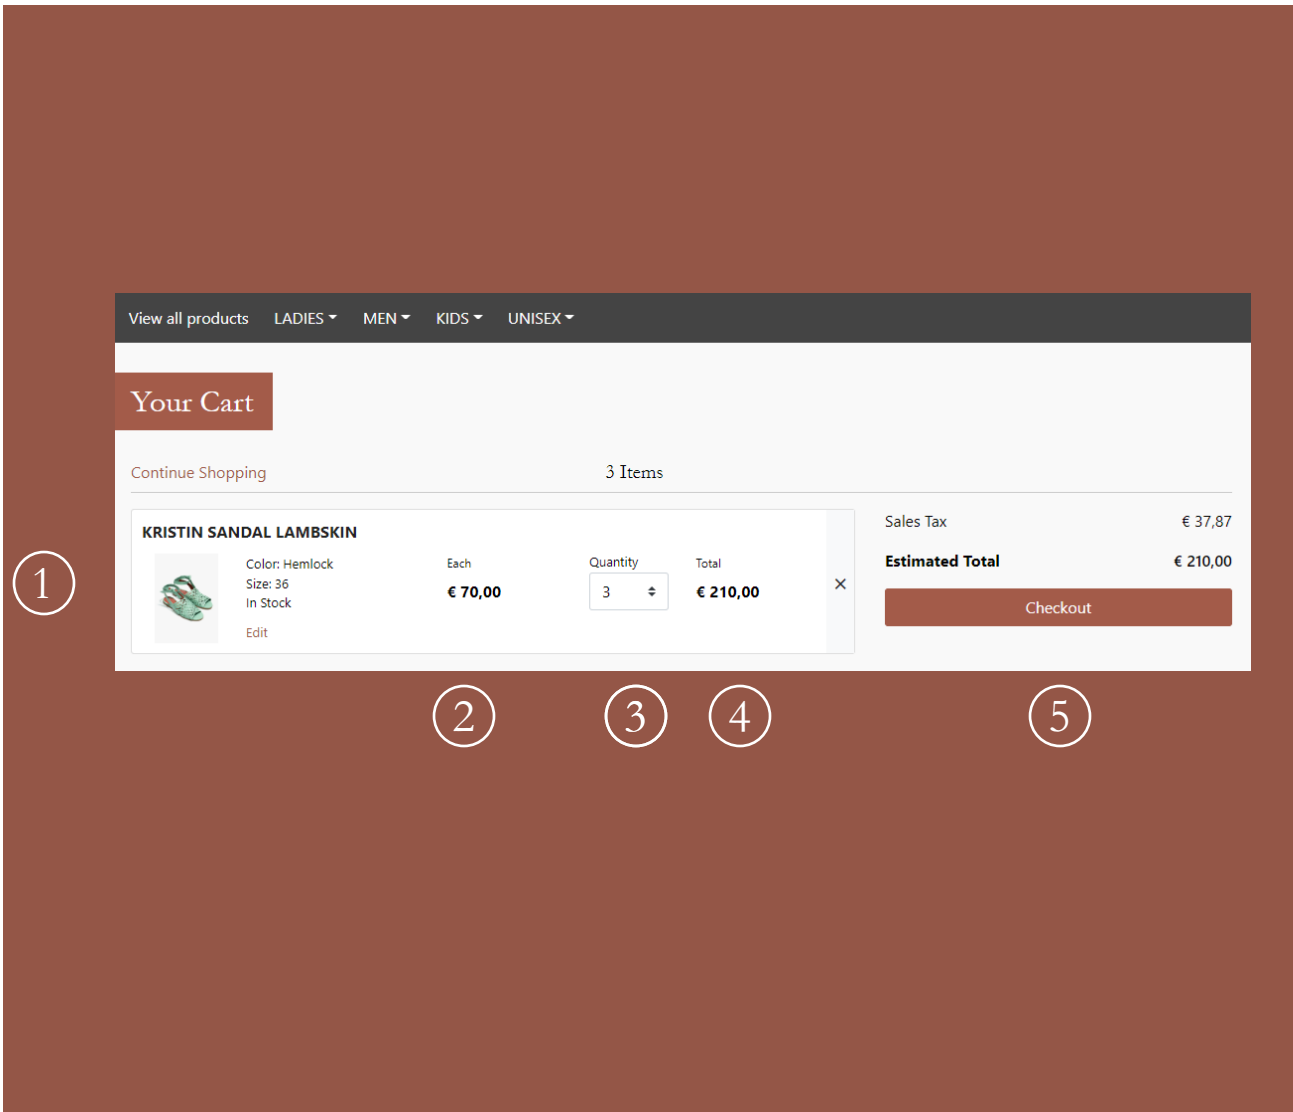 View all products LADIES MEN KIDS UNISEX
Your Cart
Continue Shopping 3 Items
KRISTIN SANDAL LAMBSKIN
Color: Hemlock
Size: 36
In Stock
Edit
Each
€ 70,00
Quantity
3
Total
€ 210,00
×
Sales Tax € 37,87
Estimated Total € 210,00
Checkout
1
2 3 4 5